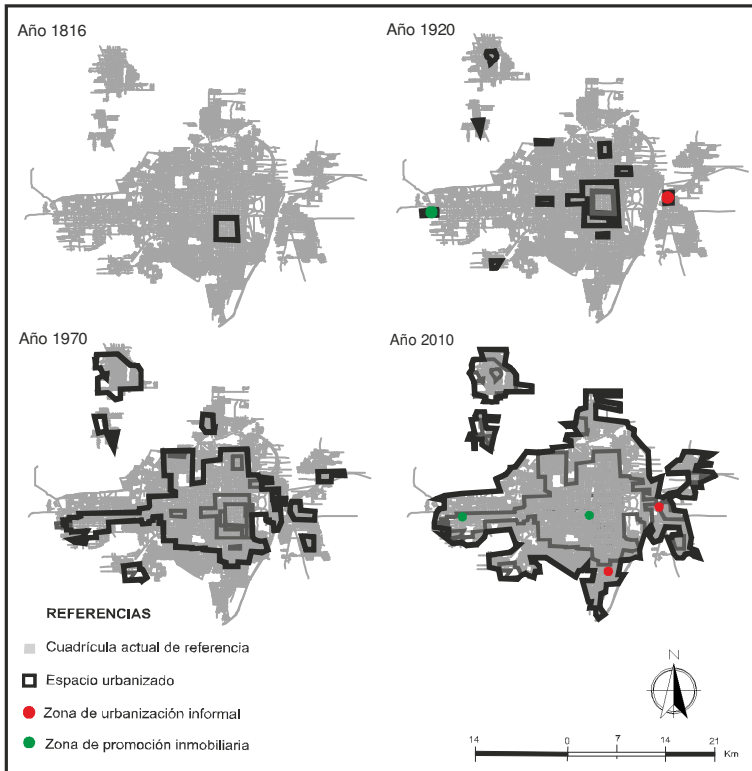 Año 1816
Año 1920
Año 1970
Año 2010
REFERENCIAS
Cuadrícula actual de referencia
Espacio urbanizado
Zona de urbanización informal
Zona de promoción inmobiliaria
N
14 0 7 14 21
Km